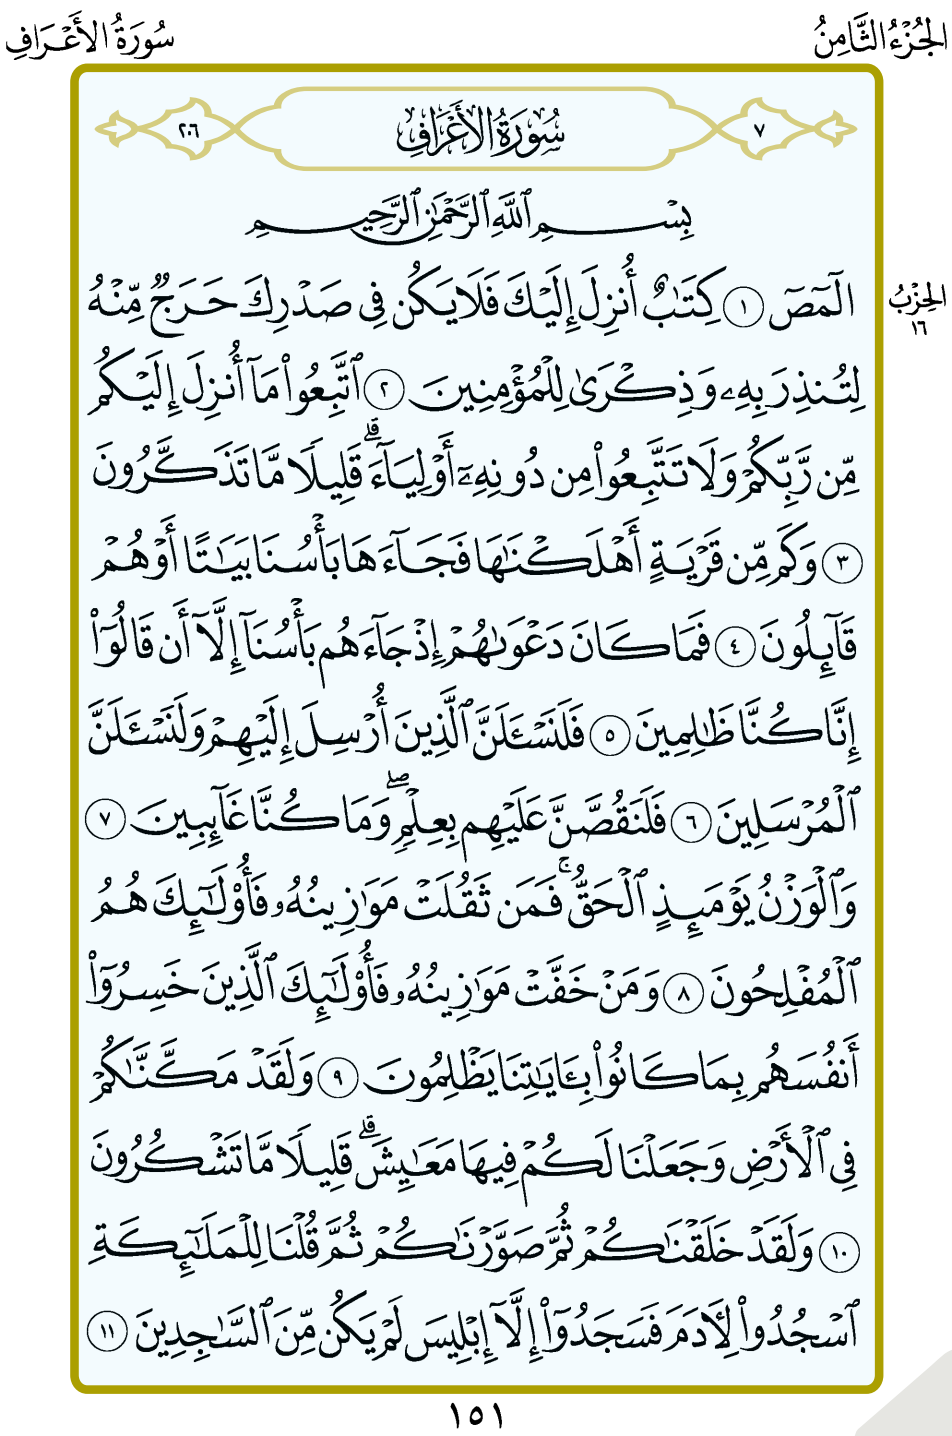 الجُزْءُ الثَّامِنُ
سُورَةُ الأَعْرَافِ
٧
سُورَةُ الأَعْرَافِ
٢٠٦
بِسْمِ ٱللَّهِ ٱلرَّحْمَٰنِ ٱلرَّحِيمِ
الٓمٓصٓ ١ كِتَٰبٌ أُنزِلَ إِلَيْكَ فَلَا يَكُن فِى صَدْرِكَ حَرَجٌ مِّنْهُ
الحِزْبُ
١٦
لِتُنذِرَ بِهِۦ وَذِكْرَىٰ لِلْمُؤْمِنِينَ ٢ ٱتَّبِعُوا۟ مَآ أُنزِلَ إِلَيْكُم
مِّن رَّبِّكُمْ وَلَا تَتَّبِعُوا۟ مِن دُونِهِۦٓ أَوْلِيَآءَ ۗ قَلِيلًا مَّا تَذَكَّرُونَ
٣ وَكَم مِّن قَرْيَةٍ أَهْلَكْنَٰهَا فَجَآءَهَا بَأْسُنَا بَيَٰتًا أَوْ هُمْ
قَآئِلُونَ ٤ فَمَا كَانَ دَعْوَىٰهُمْ إِذْ جَآءَهُم بَأْسُنَآ إِلَّآ أَن قَالُوٓا۟
إِنَّا كُنَّا ظَٰلِمِينَ ٥ فَلَنَسْـَٔلَنَّ ٱلَّذِينَ أُرْسِلَ إِلَيْهِمْ وَلَنَسْـَٔلَنَّ
ٱلْمُرْسَلِينَ ٦ فَلَنَقُصَّنَّ عَلَيْهِم بِعِلْمٍ ۖ وَمَا كُنَّا غَآئِبِينَ ٧
وَٱلْوَزْنُ يَوْمَئِذٍ ٱلْحَقُّ ۚ فَمَن ثَقُلَتْ مَوَٰزِينُهُۥ فَأُو۟لَٰٓئِكَ هُمُ
ٱلْمُفْلِحُونَ ٨ وَمَنْ خَفَّتْ مَوَٰزِينُهُۥ فَأُو۟لَٰٓئِكَ ٱلَّذِينَ خَسِرُوٓا۟
أَنفُسَهُم بِمَا كَانُوا۟ بِـَٔايَٰتِنَا يَظْلِمُونَ ٩ وَلَقَدْ مَكَّنَّٰكُمْ
فِى ٱلْأَرْضِ وَجَعَلْنَا لَكُمْ فِيهَا مَعَٰيِشَ ۗ قَلِيلًا مَّا تَشْكُرُونَ
١٠ وَلَقَدْ خَلَقْنَٰكُمْ ثُمَّ صَوَّرْنَٰكُمْ ثُمَّ قُلْنَا لِلْمَلَٰٓئِكَةِ
ٱسْجُدُوا۟ لِـَٔادَمَ فَسَجَدُوٓا۟ إِلَّآ إِبْلِيسَ لَمْ يَكُن مِّنَ ٱلسَّٰجِدِينَ ١١
١٥١